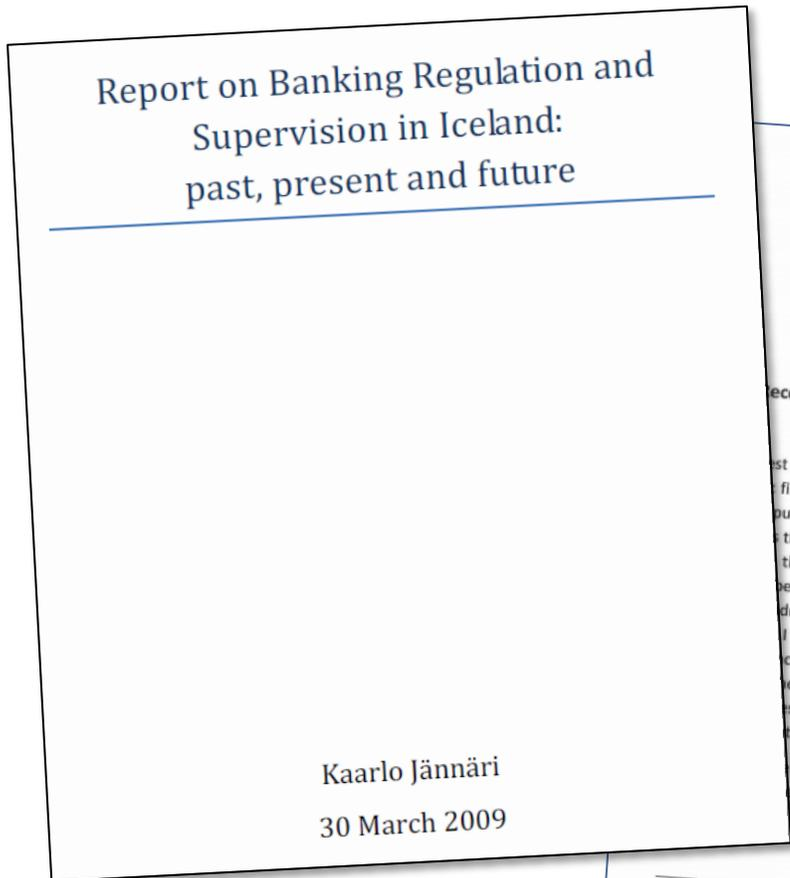 Report on Banking Regulation and
Supervision in Iceland:
past, present and future
Kaarlo Jännäri
30 March 2009